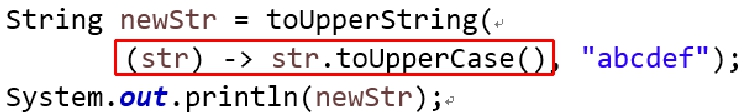 String newStr = toUpperString(
(str) -> str.toUpperCase(), "abcdef");
System.out.println(newStr);